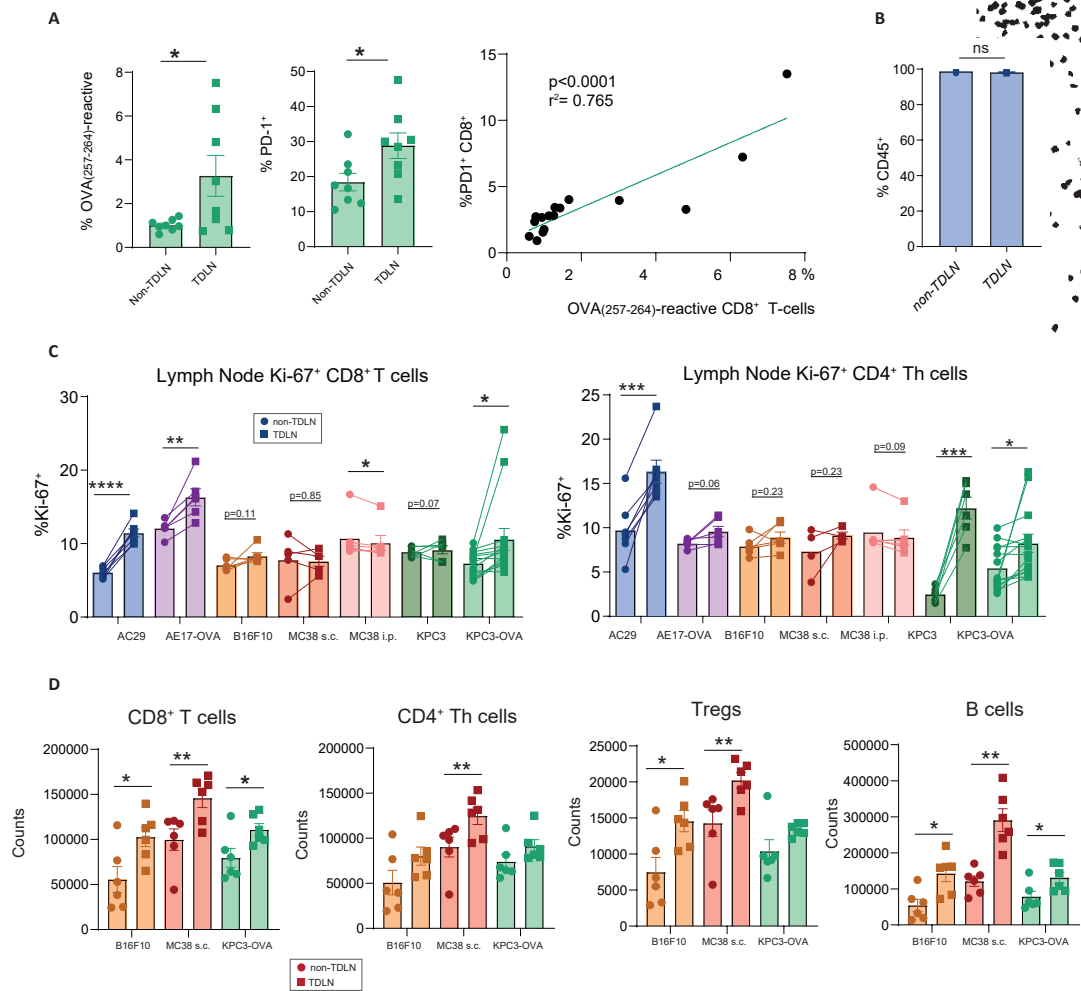 A
% OVA(257-264)-reactive
8
6
4
2
0
*
Non-TDLN
TDLN
% PD-1+
60
50
40
30
20
10
0
*
Non-TDLN
TDLN
%PD1+ CD8+
15
10
5
0
p<0.0001
r2= 0.765
0
2
4
6
8 %
OVA(257-264)-reactive CD8+ T-cells
B
ns
% CD45+
100
80
60
40
20
0
non-TDLN
TDLN
C
Lymph Node Ki-67+ CD8+ T cells
%Ki-67+
30
20
10
0
non-TDLN
TDLN
****
**
p=0.11
p=0.85
*
p=0.07
*
AC29
AE17-OVA
B16F10
MC38 s.c.
MC38 i.p.
KPC3
KPC3-OVA
Lymph Node Ki-67+ CD4+ Th cells
%Ki-67+
25
20
15
10
5
0
***
p=0.06
p=0.23
p=0.23
p=0.09
***
*
AC29
AE17-OVA
B16F10
MC38 s.c.
MC38 i.p.
KPC3
KPC3-OVA
D
CD8+ T cells
Counts
200000
150000
100000
50000
0
*
**
*
B16F10
MC38 s.c.
KPC3-OVA
CD4+ Th cells
Counts
200000
150000
100000
50000
0
**
B16F10
MC38 s.c.
KPC3-OVA
Tregs
Counts
25000
20000
15000
10000
5000
0
*
**
B16F10
MC38 s.c.
KPC3-OVA
B cells
Counts
500000
400000
300000
200000
100000
0
*
**
*
B16F10
MC38 s.c.
KPC3-OVA
non-TDLN
TDLN